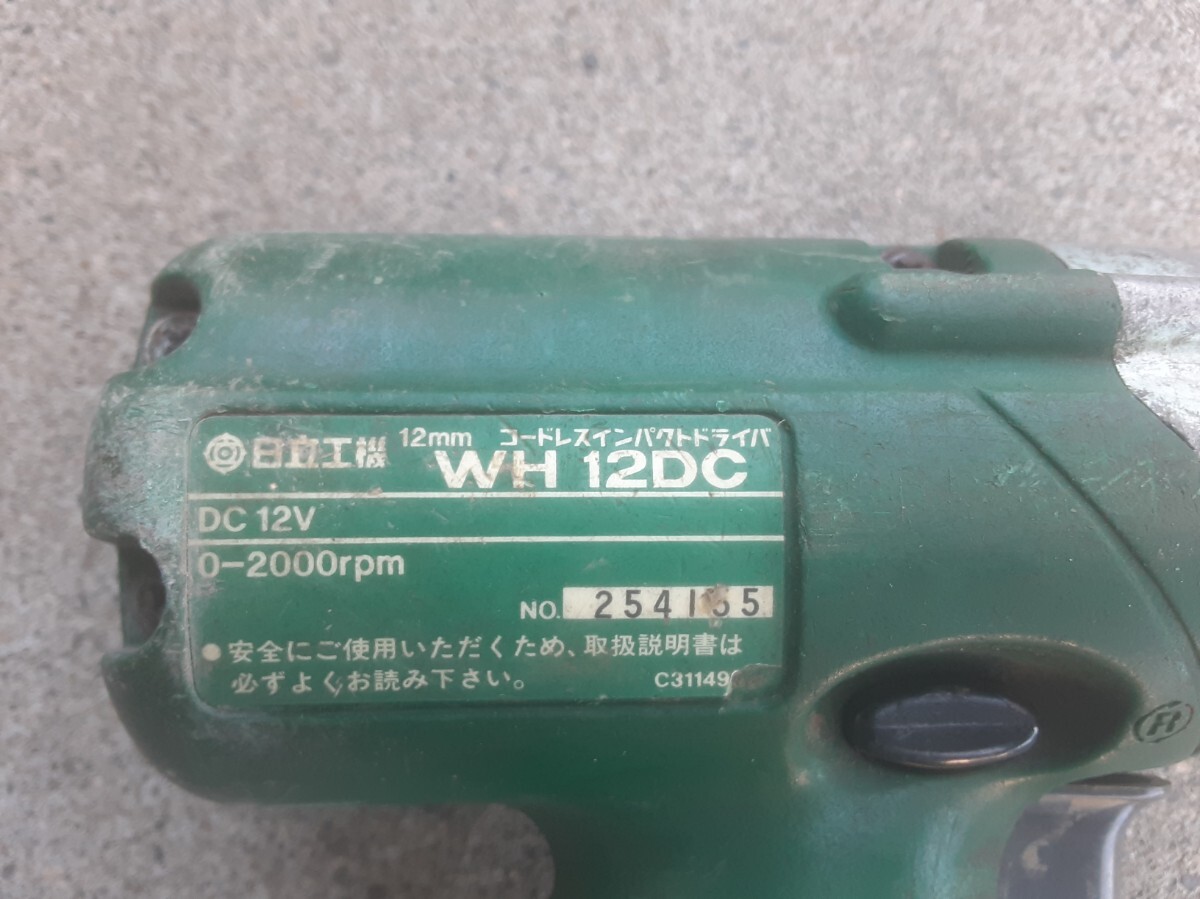 日立工機 12mm コードレスインパクトドライバ
WH 12DC
DC 12V
0-2000rpm
NO.
●安全にご使用いただくため、取扱説明書は
必ずよくお読み下さい。